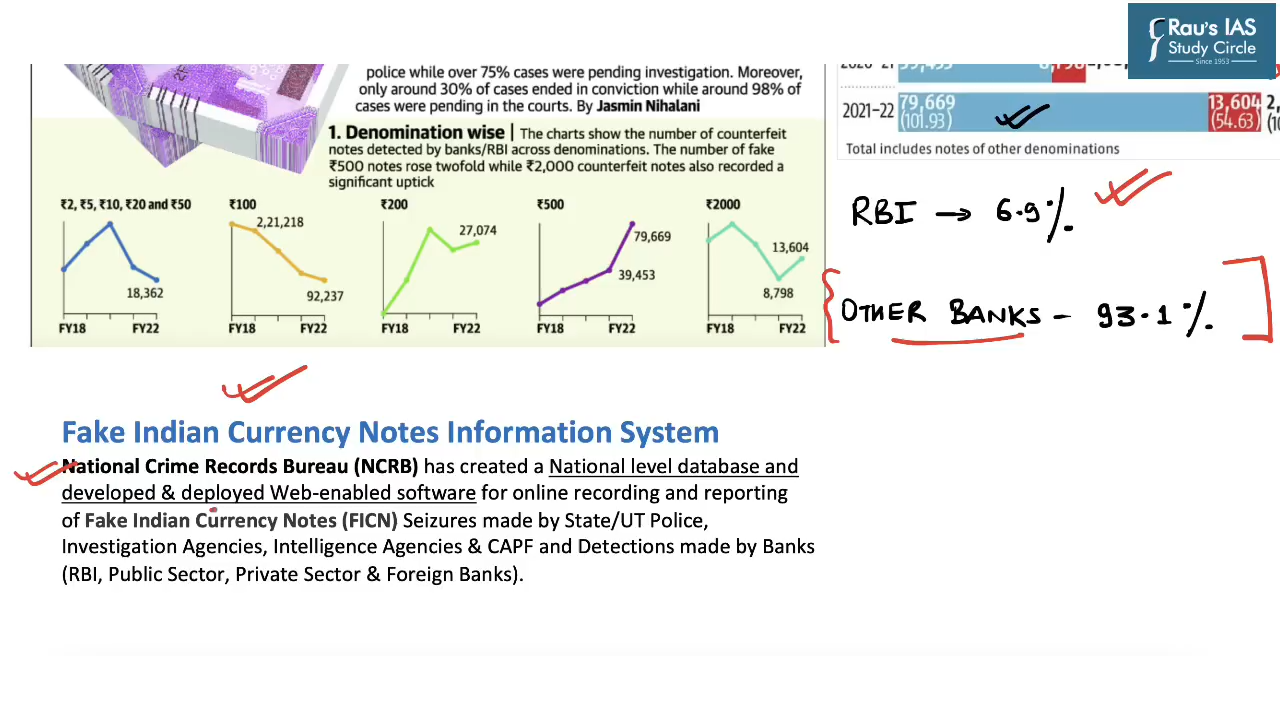 Rau's IAS
Study Circle
Since 1953
police while over 75% cases were pending investigation. Moreover,
only around 30% of cases ended in conviction while around 98% of
cases were pending in the courts. By Jasmin Nihalani
1. Denomination wise | The charts show the number of counterfeit
notes detected by banks/RBI across denominations. The number of fake
₹500 notes rose twofold while ₹2,000 counterfeit notes also recorded a
significant uptick
₹2, ₹5, ₹10, ₹20 and ₹50
18,362
FY18 FY22
₹100
2,21,218
92,237
FY18 FY22
₹200
27,074
FY18 FY22
₹500
79,669
39,453
FY18 FY22
₹2000
13,604
8,798
FY18 FY22
2021–22
79,669
(101.93)
13,604
(54.63)
Total includes notes of other denominations
RBI → 6.9%
OTHER BANKS – 93.1%
Fake Indian Currency Notes Information System
National Crime Records Bureau (NCRB) has created a National level database and
developed & deployed Web-enabled software for online recording and reporting
of Fake Indian Currency Notes (FICN) Seizures made by State/UT Police,
Investigation Agencies, Intelligence Agencies & CAPF and Detections made by Banks
(RBI, Public Sector, Private Sector & Foreign Banks).